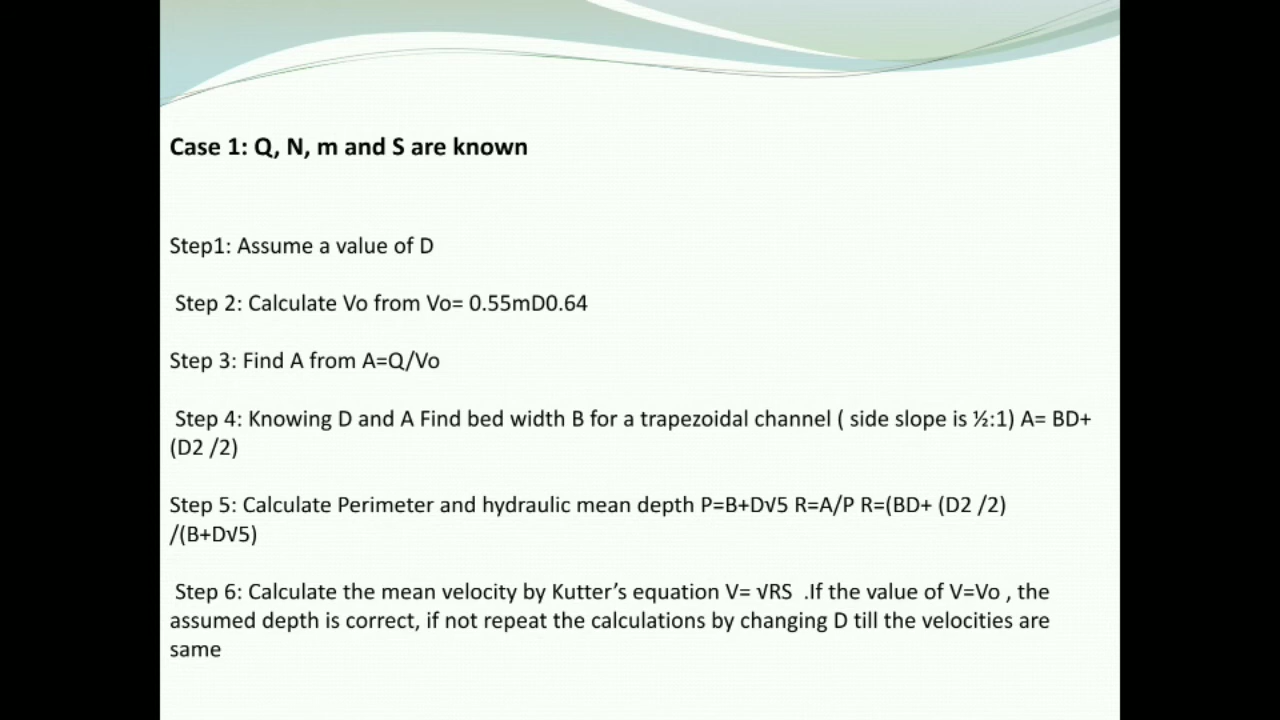 Case 1: Q, N, m and S are known
Step1: Assume a value of D
Step 2: Calculate Vo from Vo= 0.55mD0.64
Step 3: Find A from A=Q/Vo
Step 4: Knowing D and A Find bed width B for a trapezoidal channel ( side slope is ½:1) A= BD+
(D2 /2)
Step 5: Calculate Perimeter and hydraulic mean depth P=B+D√5 R=A/P R=(BD+ (D2 /2)
/(B+D√5)
Step 6: Calculate the mean velocity by Kutter’s equation V= √RS .If the value of V=Vo , the
assumed depth is correct, if not repeat the calculations by changing D till the velocities are
same